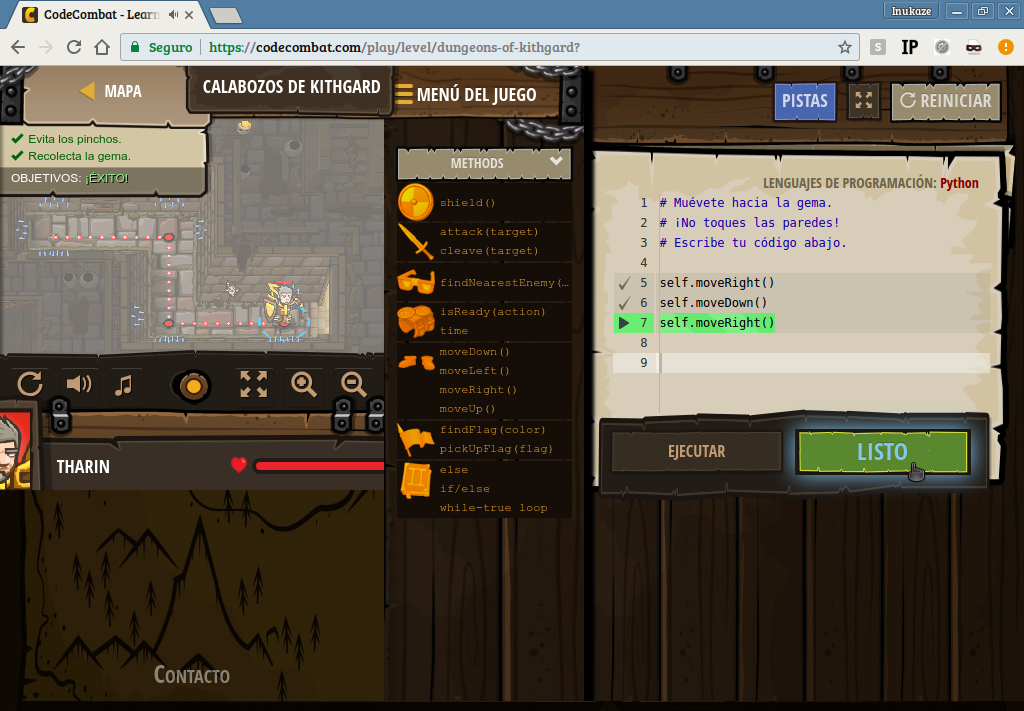 CodeCombat - Learn
Inukaze
Seguro
https://codecombat.com/play/level/dungeons-of-kithgard?
S
IP
MAPA
CALABOZOS DE KITHGARD
MENÚ DEL JUEGO
PISTAS
REINICIAR
Evita los pinchos.
Recolecta la gema.
OBJETIVOS: ¡ÉXITO!
METHODS
shield()
attack(target)
cleave(target)
findNearestEnemy(…
isReady(action)
time
moveDown()
moveLeft()
moveRight()
moveUp()
findFlag(color)
pickUpFlag(flag)
else
if/else
while-true loop
LENGUAJES DE PROGRAMACIÓN: Python
1 # Muévete hacia la gema.
2 # ¡No toques las paredes!
3 # Escribe tu código abajo.
4
5 self.moveRight()
6 self.moveDown()
7 self.moveRight()
8
9
EJECUTAR
LISTO
THARIN
CONTACTO